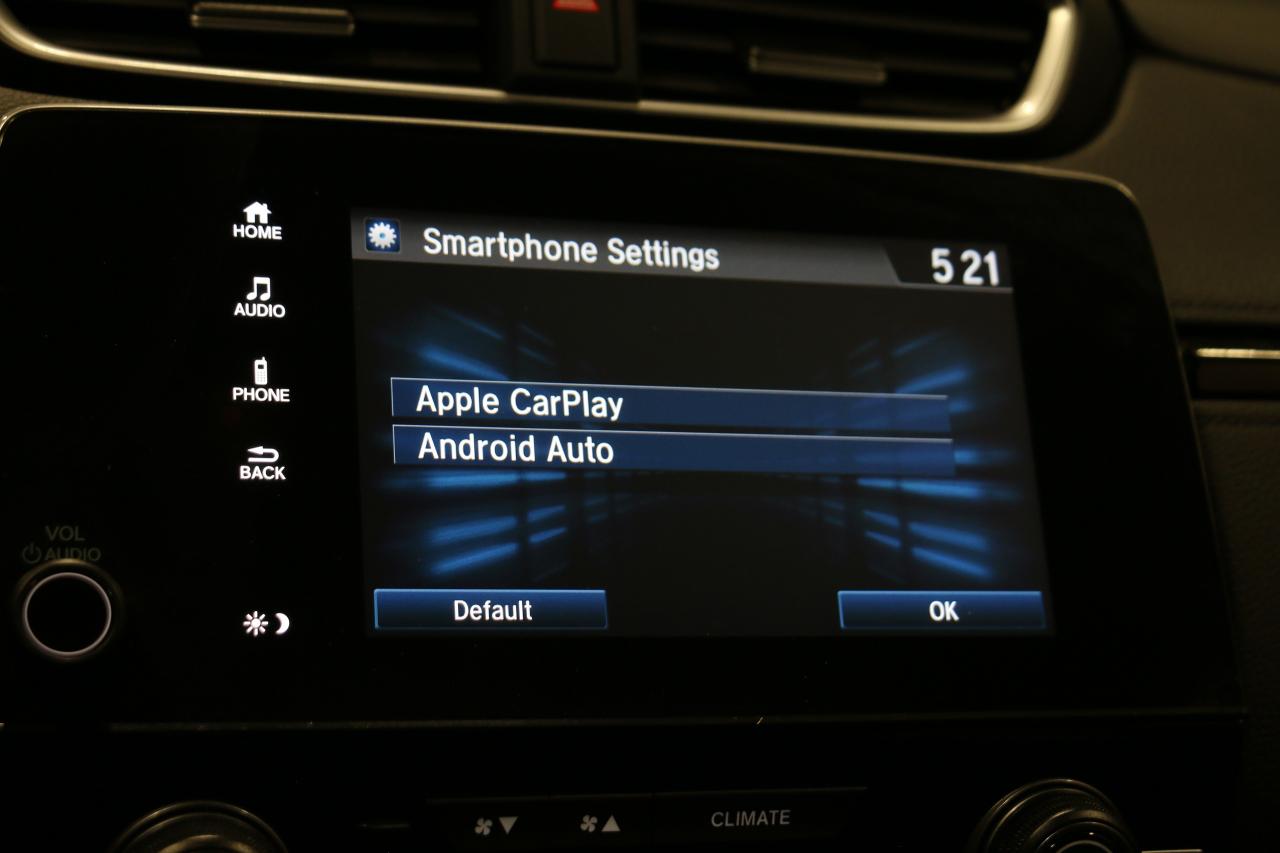 HOME
AUDIO
PHONE
BACK
VOL
AUDIO
Smartphone Settings
5 21
Apple CarPlay
Android Auto
Default
OK
CLIMATE